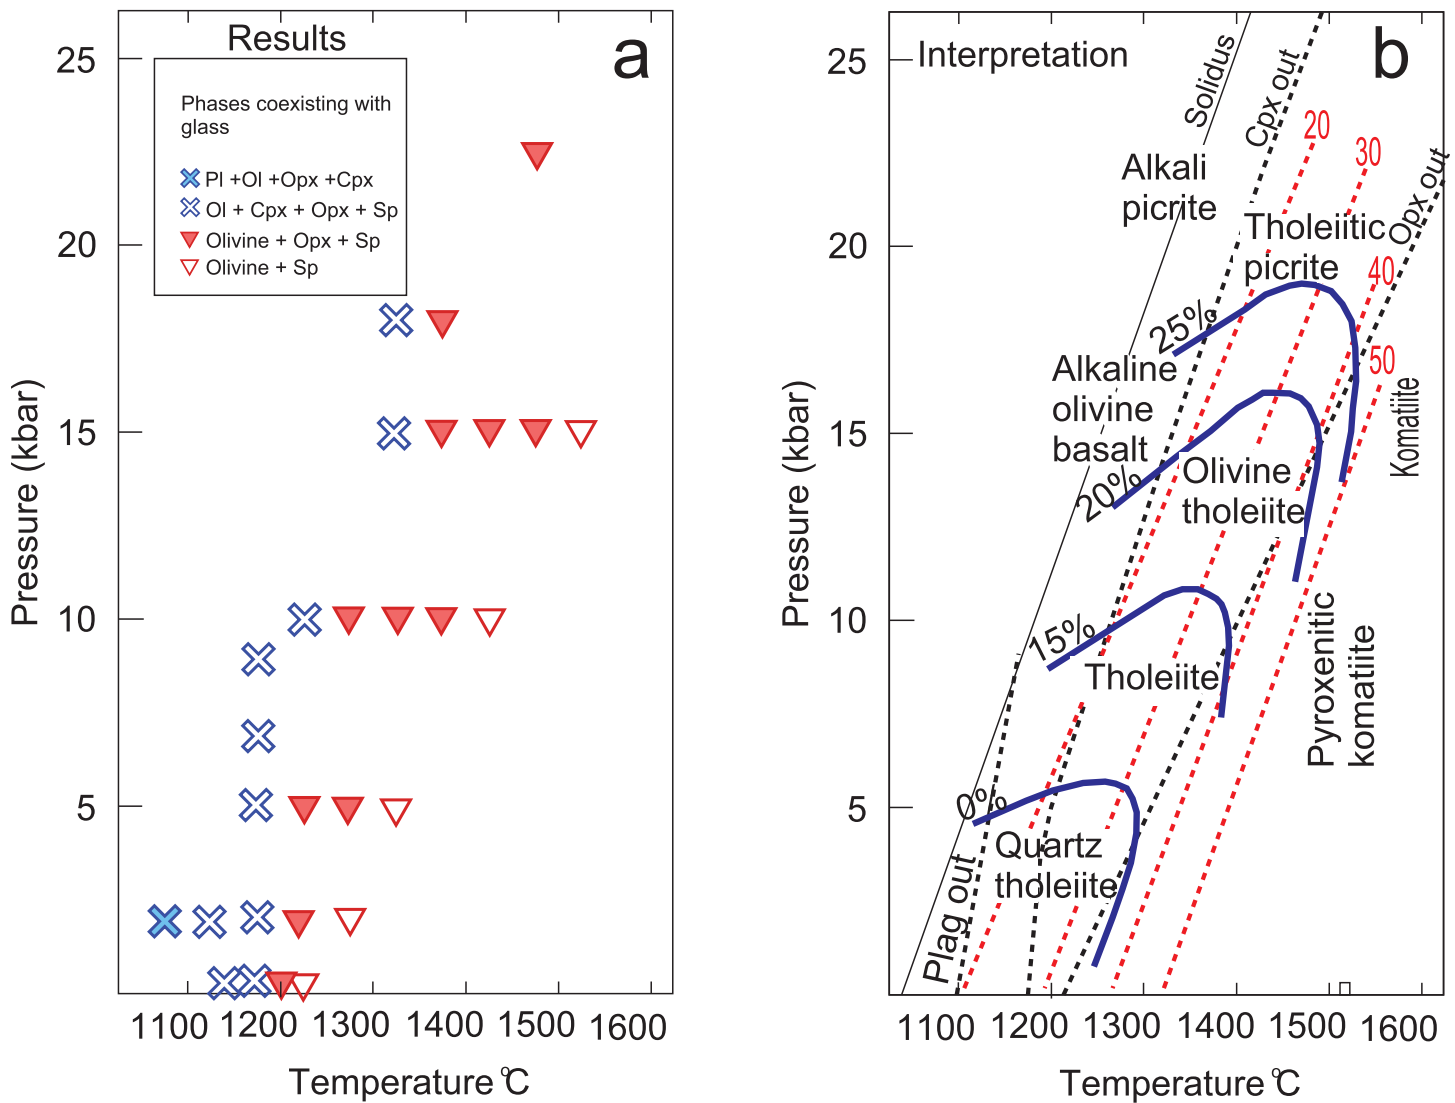 Results
a
Phases coexisting with
glass
Pl +Ol +Opx +Cpx
Ol + Cpx + Opx + Sp
Olivine + Opx + Sp
Olivine + Sp
25
20
15
10
5
Pressure (kbar)
1100
1200
1300
1400
1500
1600
Temperature °C
Interpretation
b
Solidus
Cpx out
20
30
Opx out
40
50
Alkali
picrite
Tholeiitic
picrite
25%
Alkaline
olivine
basalt
Komatiite
20%
Olivine
tholeiite
15%
Tholeiite
Pyroxenitic
komatiite
0%
Quartz
tholeiite
Plag out
25
20
15
10
5
Pressure (kbar)
1100
1200
1300
1400
1500
1600
Temperature °C